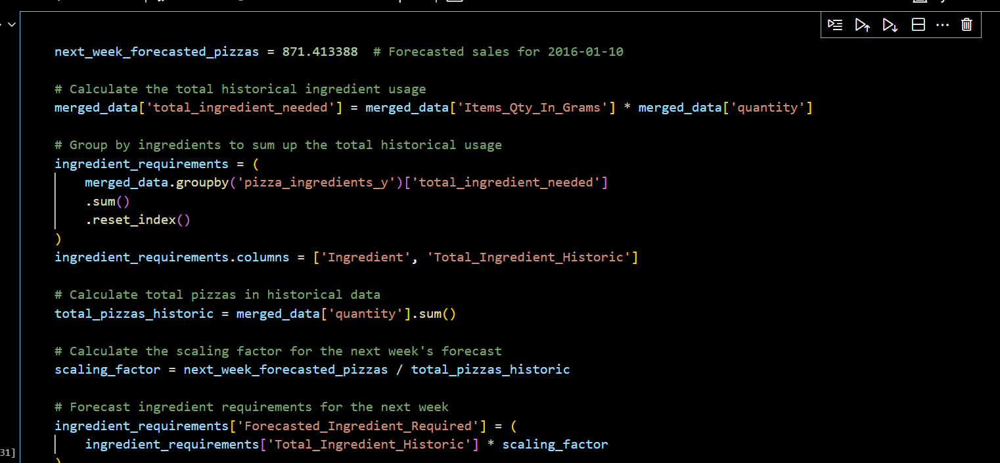 next_week_forecasted_pizzas = 871.413388  # Forecasted sales for 2016-01-10
# Calculate the total historical ingredient usage
merged_data['total_ingredient_needed'] = merged_data['Items_Qty_In_Grams'] * merged_data['quantity']
# Group by ingredients to sum up the total historical usage
ingredient_requirements = (
    merged_data.groupby('pizza_ingredients_y')['total_ingredient_needed']
    .sum()
    .reset_index()
)
ingredient_requirements.columns = ['Ingredient', 'Total_Ingredient_Historic']
# Calculate total pizzas in historical data
total_pizzas_historic = merged_data['quantity'].sum()
# Calculate the scaling factor for the next week's forecast
scaling_factor = next_week_forecasted_pizzas / total_pizzas_historic
# Forecast ingredient requirements for the next week
ingredient_requirements['Forecasted_Ingredient_Required'] = (
    ingredient_requirements['Total_Ingredient_Historic'] * scaling_factor
)
31]